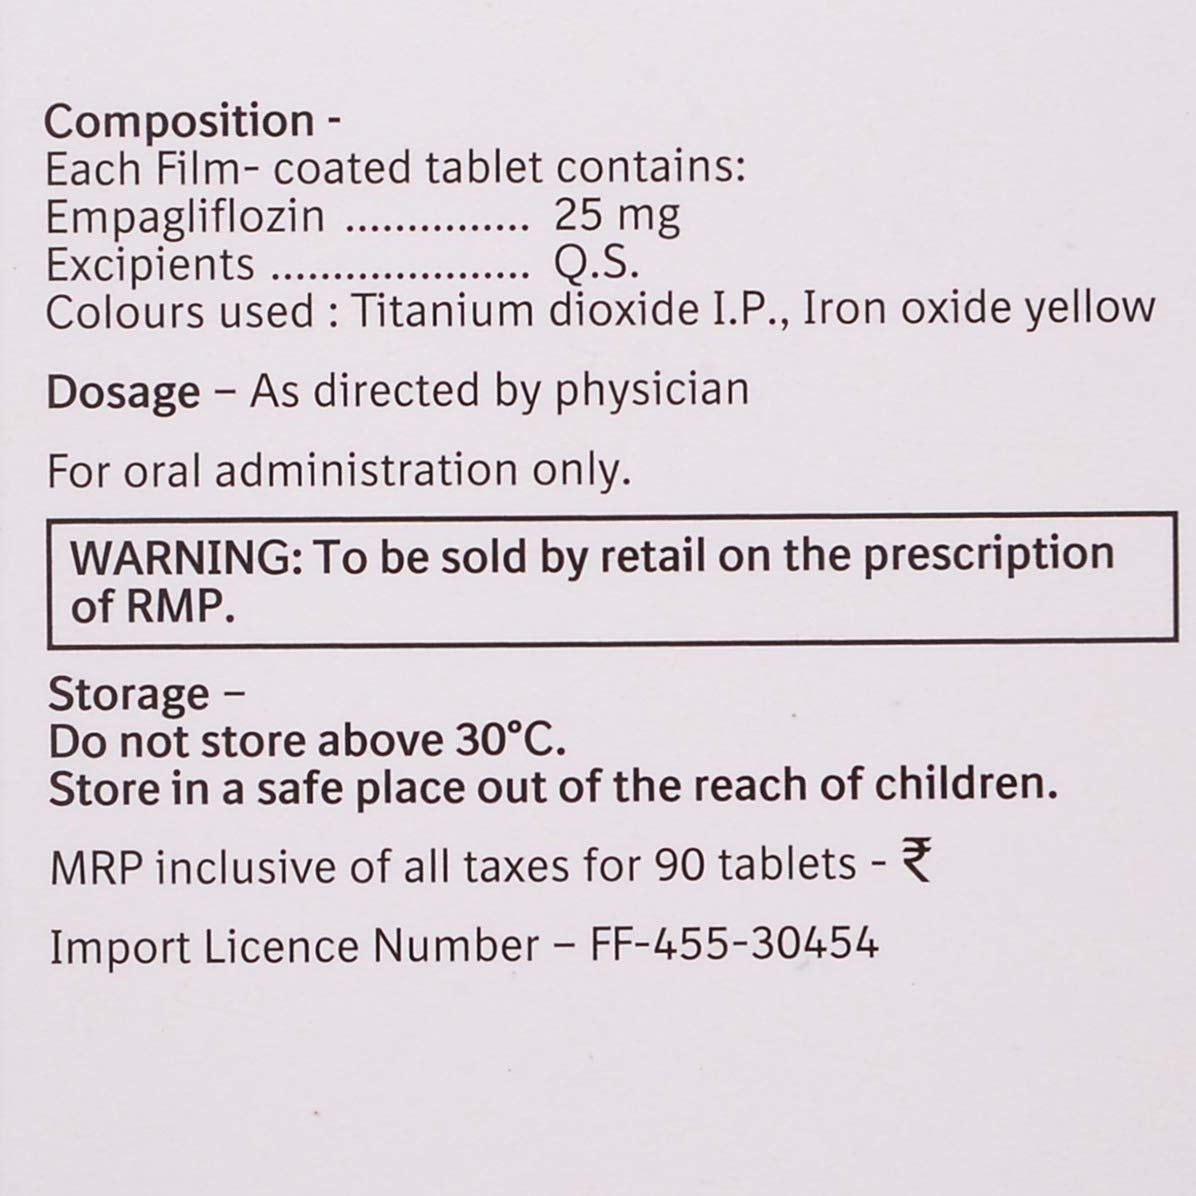 Composition -
Each Film- coated tablet contains:
Empagliflozin ............... 25 mg
Excipients ..................... Q.S.
Colours used : Titanium dioxide I.P., Iron oxide yellow
Dosage – As directed by physician
For oral administration only.
WARNING: To be sold by retail on the prescription
of RMP.
Storage –
Do not store above 30°C.
Store in a safe place out of the reach of children.
MRP inclusive of all taxes for 90 tablets - ₹
Import Licence Number – FF-455-30454